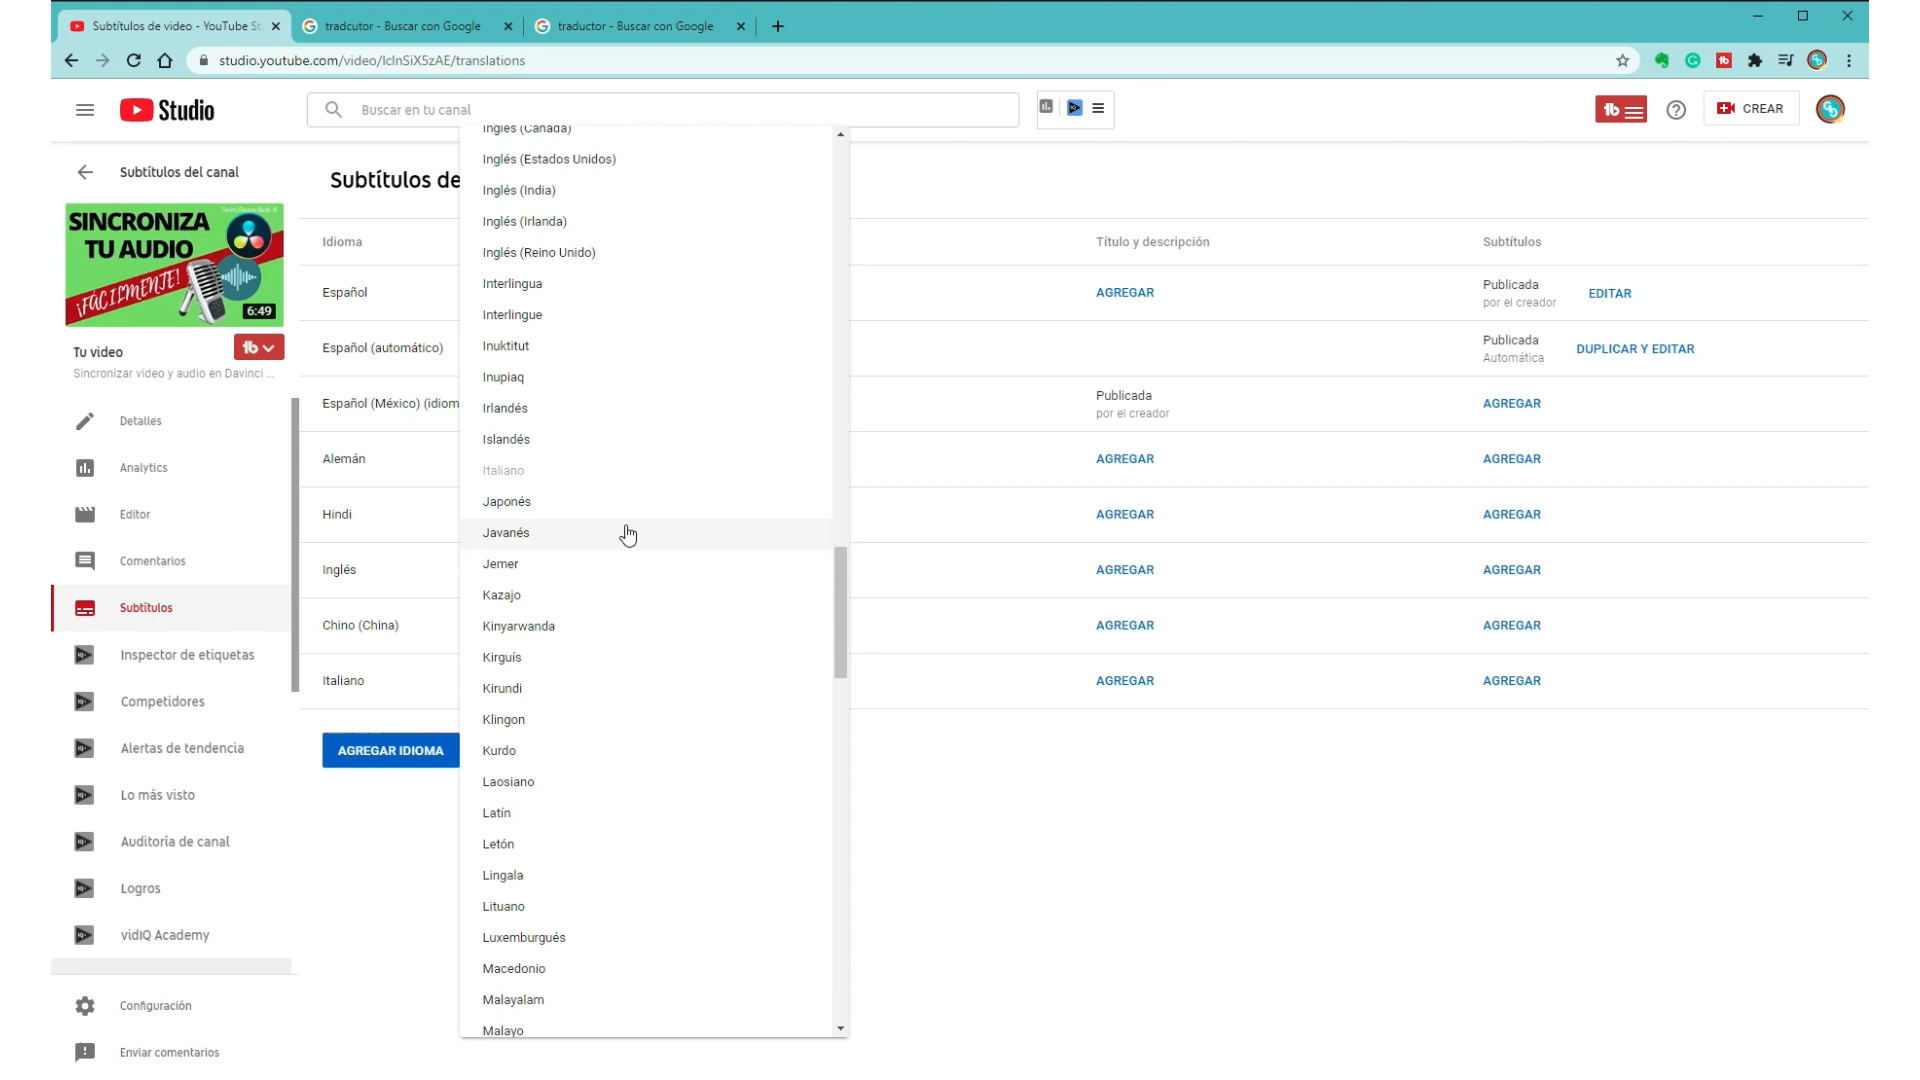 Subtítulos de video - YouTube St
tradcutor - Buscar con Google
traductor - Buscar con Google
studio.youtube.com/video/lclnSiX5zAE/translations
Studio
Buscar en tu canal
CREAR
Subtítulos del canal
SINCRONIZA
TU AUDIO
¡FÁCILMENTE!
6:49
Tu video
Sincronizar video y audio en Davinci ...
Detalles
Analytics
Editor
Comentarios
Subtítulos
Inspector de etiquetas
Competidores
Alertas de tendencia
Lo más visto
Auditoría de canal
Logros
vidIQ Academy
Configuración
Enviar comentarios
Subtítulos de
Idioma
Título y descripción
Subtítulos
Español
AGREGAR
Publicada
por el creador
EDITAR
Español (automático)
Publicada
Automática
DUPLICAR Y EDITAR
Español (México) (idiom
Publicada
por el creador
AGREGAR
Alemán
AGREGAR
AGREGAR
Hindi
AGREGAR
AGREGAR
Inglés
AGREGAR
AGREGAR
Chino (China)
AGREGAR
AGREGAR
Italiano
AGREGAR
AGREGAR
AGREGAR IDIOMA
Inglés (Canadá)
Inglés (Estados Unidos)
Inglés (India)
Inglés (Irlanda)
Inglés (Reino Unido)
Interlingua
Interlingue
Inuktitut
Inupiaq
Irlandés
Islandés
Italiano
Japonés
Javanés
Jemer
Kazajo
Kinyarwanda
Kirguís
Kirundi
Klingon
Kurdo
Laosiano
Latín
Letón
Lingala
Lituano
Luxemburgués
Macedonio
Malayalam
Malayo